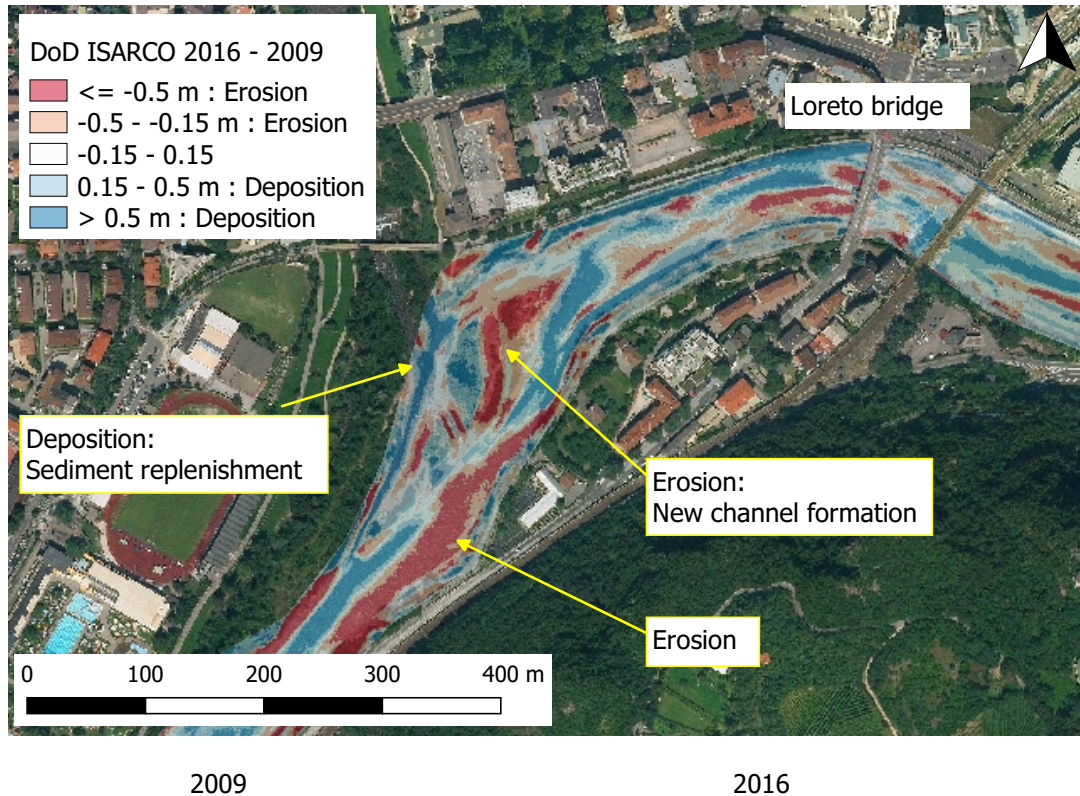 DoD ISARCO 2016 - 2009
<= -0.5 m : Erosion
-0.5 - -0.15 m : Erosion
-0.15 - 0.15
0.15 - 0.5 m : Deposition
> 0.5 m : Deposition
Loreto bridge
Deposition:
Sediment replenishment
Erosion:
New channel formation
Erosion
0 100 200 300 400 m
2009 2016